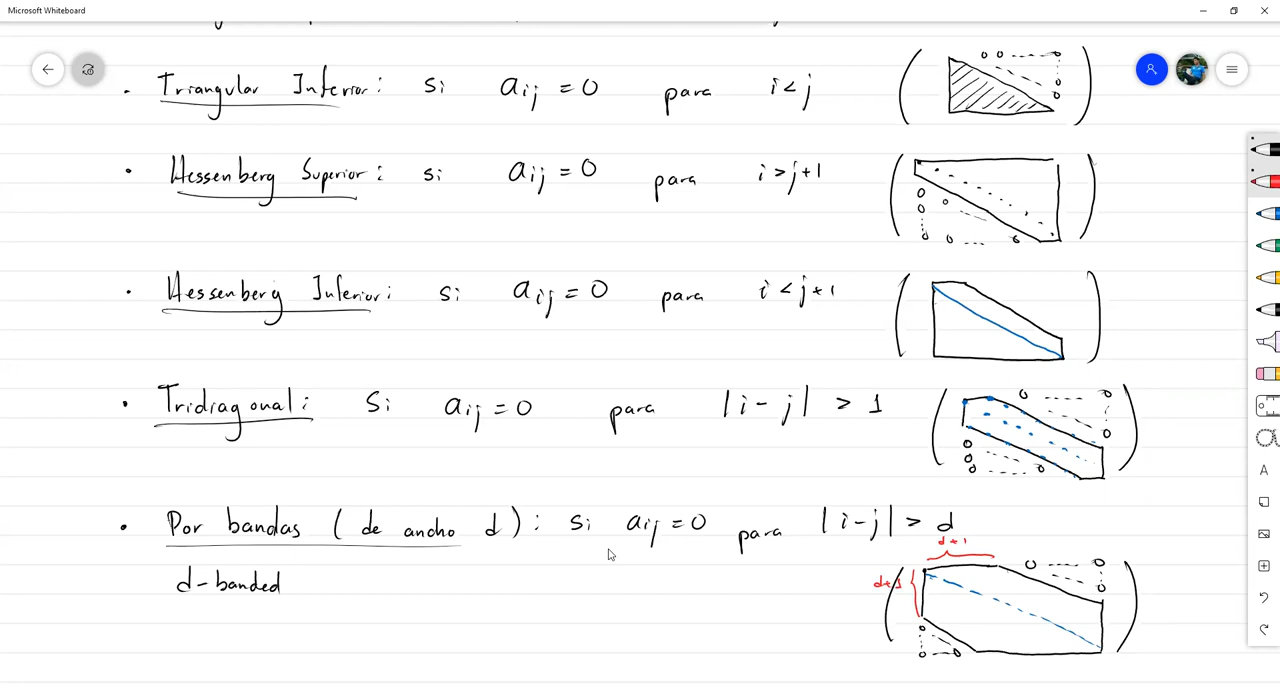 Microsoft Whiteboard
· Triangular Inferior: si aij = 0 para i < j
· Hessenberg Superior: si aij = 0 para i > j+1
· Hessenberg Inferior: si aij = 0 para i < j+1
· Tridiagonal: Si aij = 0 para |i - j| > 1
· Por bandas (de ancho d): si aij = 0 para |i-j| > d
d+1
d+1
d-banded